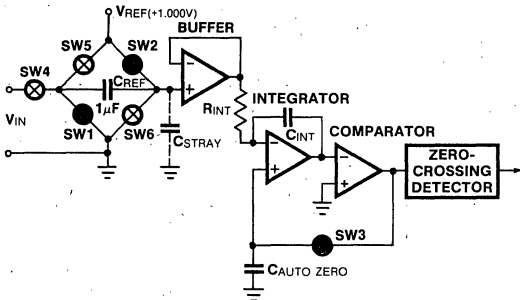 VREF(+1.000V)
BUFFER
SW5
SW2
SW4
CREF
1µF
VIN
SW1
SW6
CSTRAY
RINT
INTEGRATOR
CINT
COMPARATOR
ZERO-
CROSSING
DETECTOR
SW3
CAUTO ZERO
− 
+
−
+
−
+